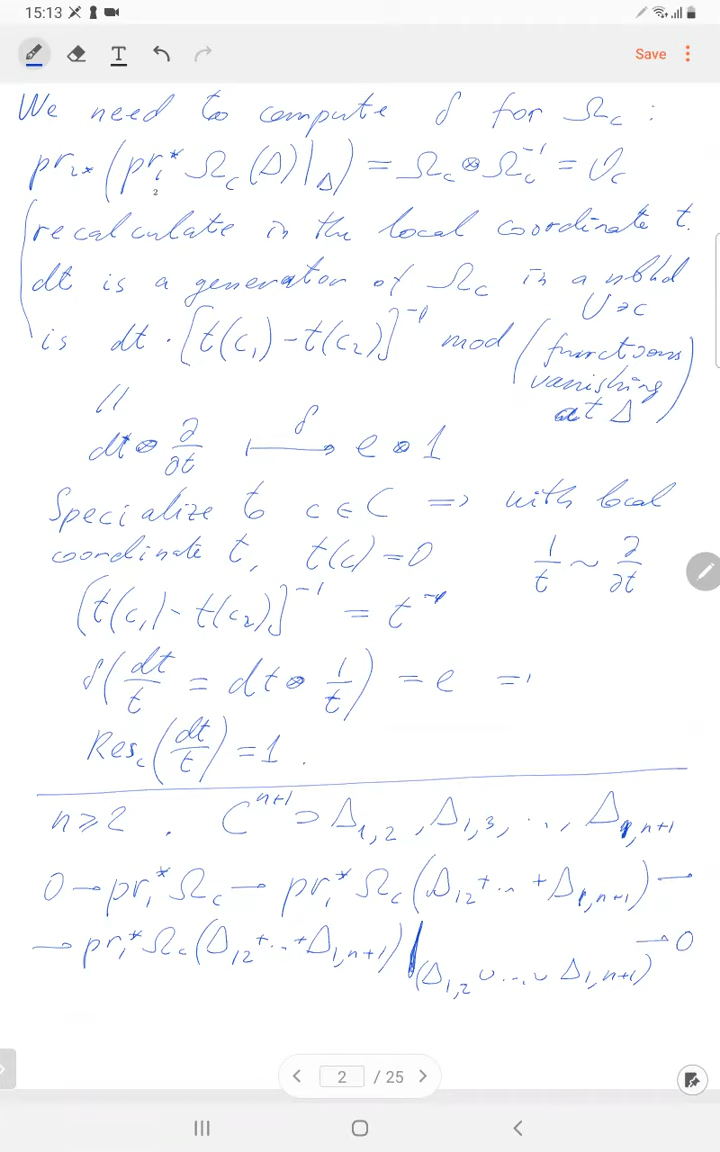 15:13
T
Save
We need to compute δ for Ω_C :
pr_{2*} (pr_1^* Ω_C(Δ)|_Δ) = Ω_C ⊗ Ω_C^{-1} = O_C
recalculate in the local coordinate t.
dt is a generator of Ω_C in a nbhd
U ∋ c
is dt · [t(c_1) - t(c_2)]^{-1} mod (functions
vanishing
at Δ)
//
dt ⊗ ∂/∂t ⟼^δ e ⊗ 1
Specialize to c ∈ C => with local
coordinate t, t(c) = 0 1/t ~ ∂/∂t
[t(c_1) - t(c_2)]^{-1} = t^{-1}
δ(dt/t = dt ⊗ 1/t) = e =>
Res_c (dt/t) = 1 .
n ⩾ 2 . C^{n+1} ⊃ Δ_{1,2} , Δ_{1,3} , ... , Δ_{1,n+1}
0 → pr_1^* Ω_C → pr_1^* Ω_C (Δ_{12} + .. + Δ_{1,n+1}) →
→ pr_1^* Ω_C (Δ_{12} + .. + Δ_{1,n+1}) |_{(Δ_{1,2} ∪ ... ∪ Δ_{1,n+1})} → 0
2 / 25